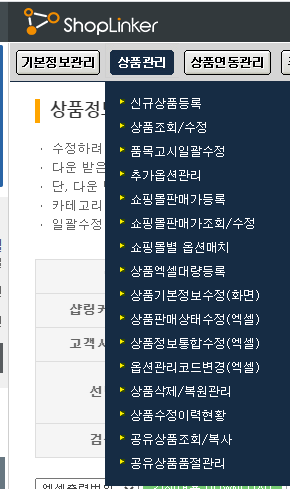 ShopLinker
기본정보관리
상품관리
상품연동관리
상품정
신규상품등록
상품조회/수정
품목고시일괄수정
추가옵션관리
쇼핑몰판매가등록
쇼핑몰판매가조회/수정
쇼핑몰별 옵션매치
상품엑셀대량등록
상품기본정보수정(화면)
상품판매상태수정(엑셀)
상품정보통합수정(엑셀)
옵션관리코드변경(엑셀)
상품삭제/복원관리
상품수정이력현황
공유상품조회/복사
공유상품품절관리
· 수정하려
· 다운 받은
· 단, 다운
· 카테고리
· 일괄수정
샵링커
고객사
선
검